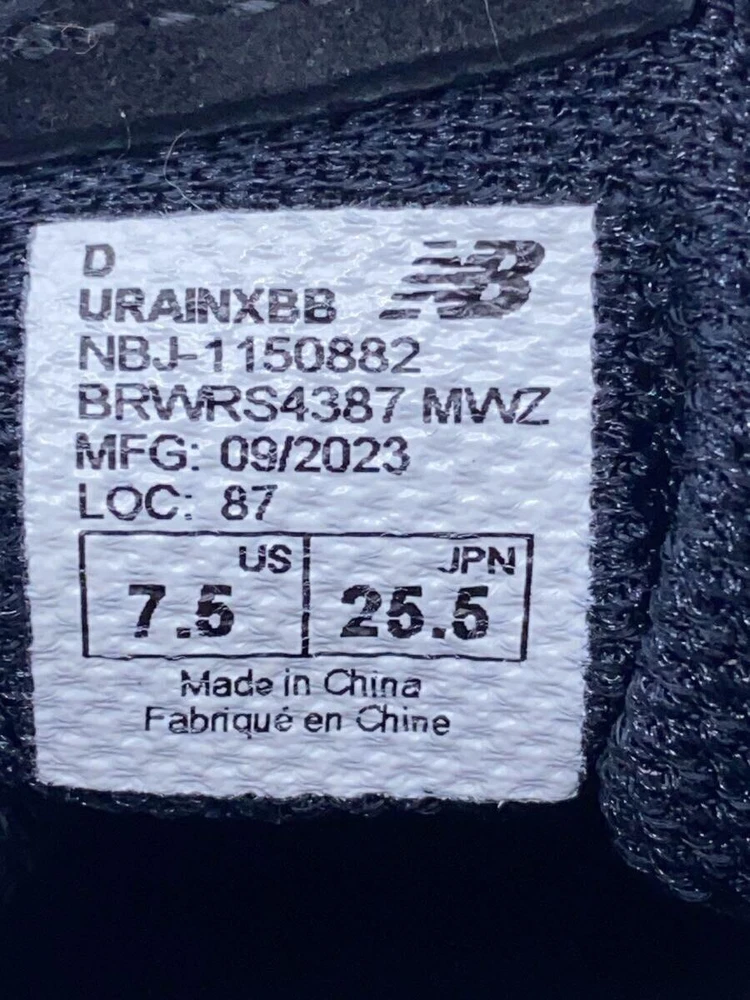 D
NB
URAINXBB
NBJ-1150882
BRWRS4387 MWZ
MFG: 09/2023
LOC: 87
US JPN
7.5 25.5
Made in China
Fabriqué en Chine